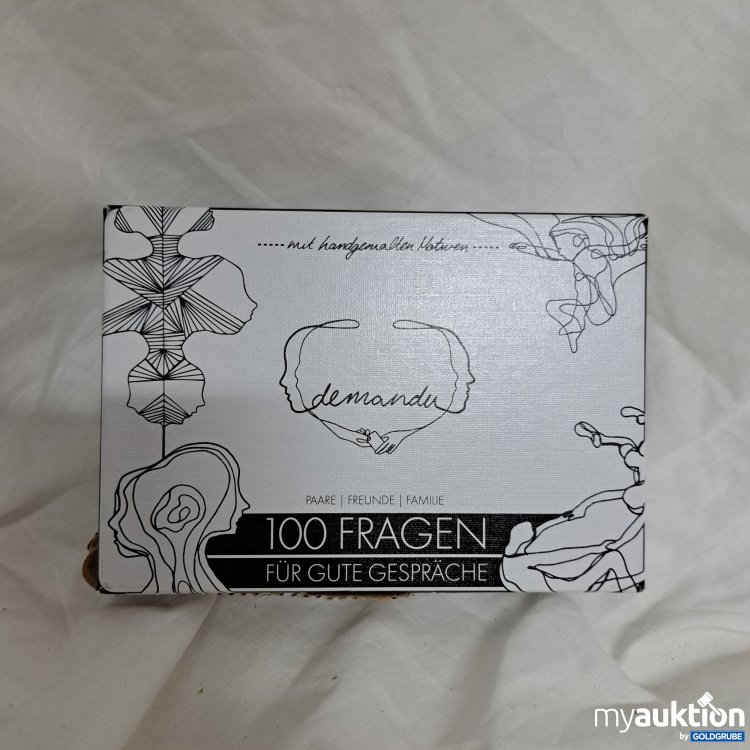 ----- mit handgemalten Motiven -----
demandu
PAARE | FREUNDE | FAMILIE
100 FRAGEN
FÜR GUTE GESPRÄCHE
myauktion
by GOLDGRUBE